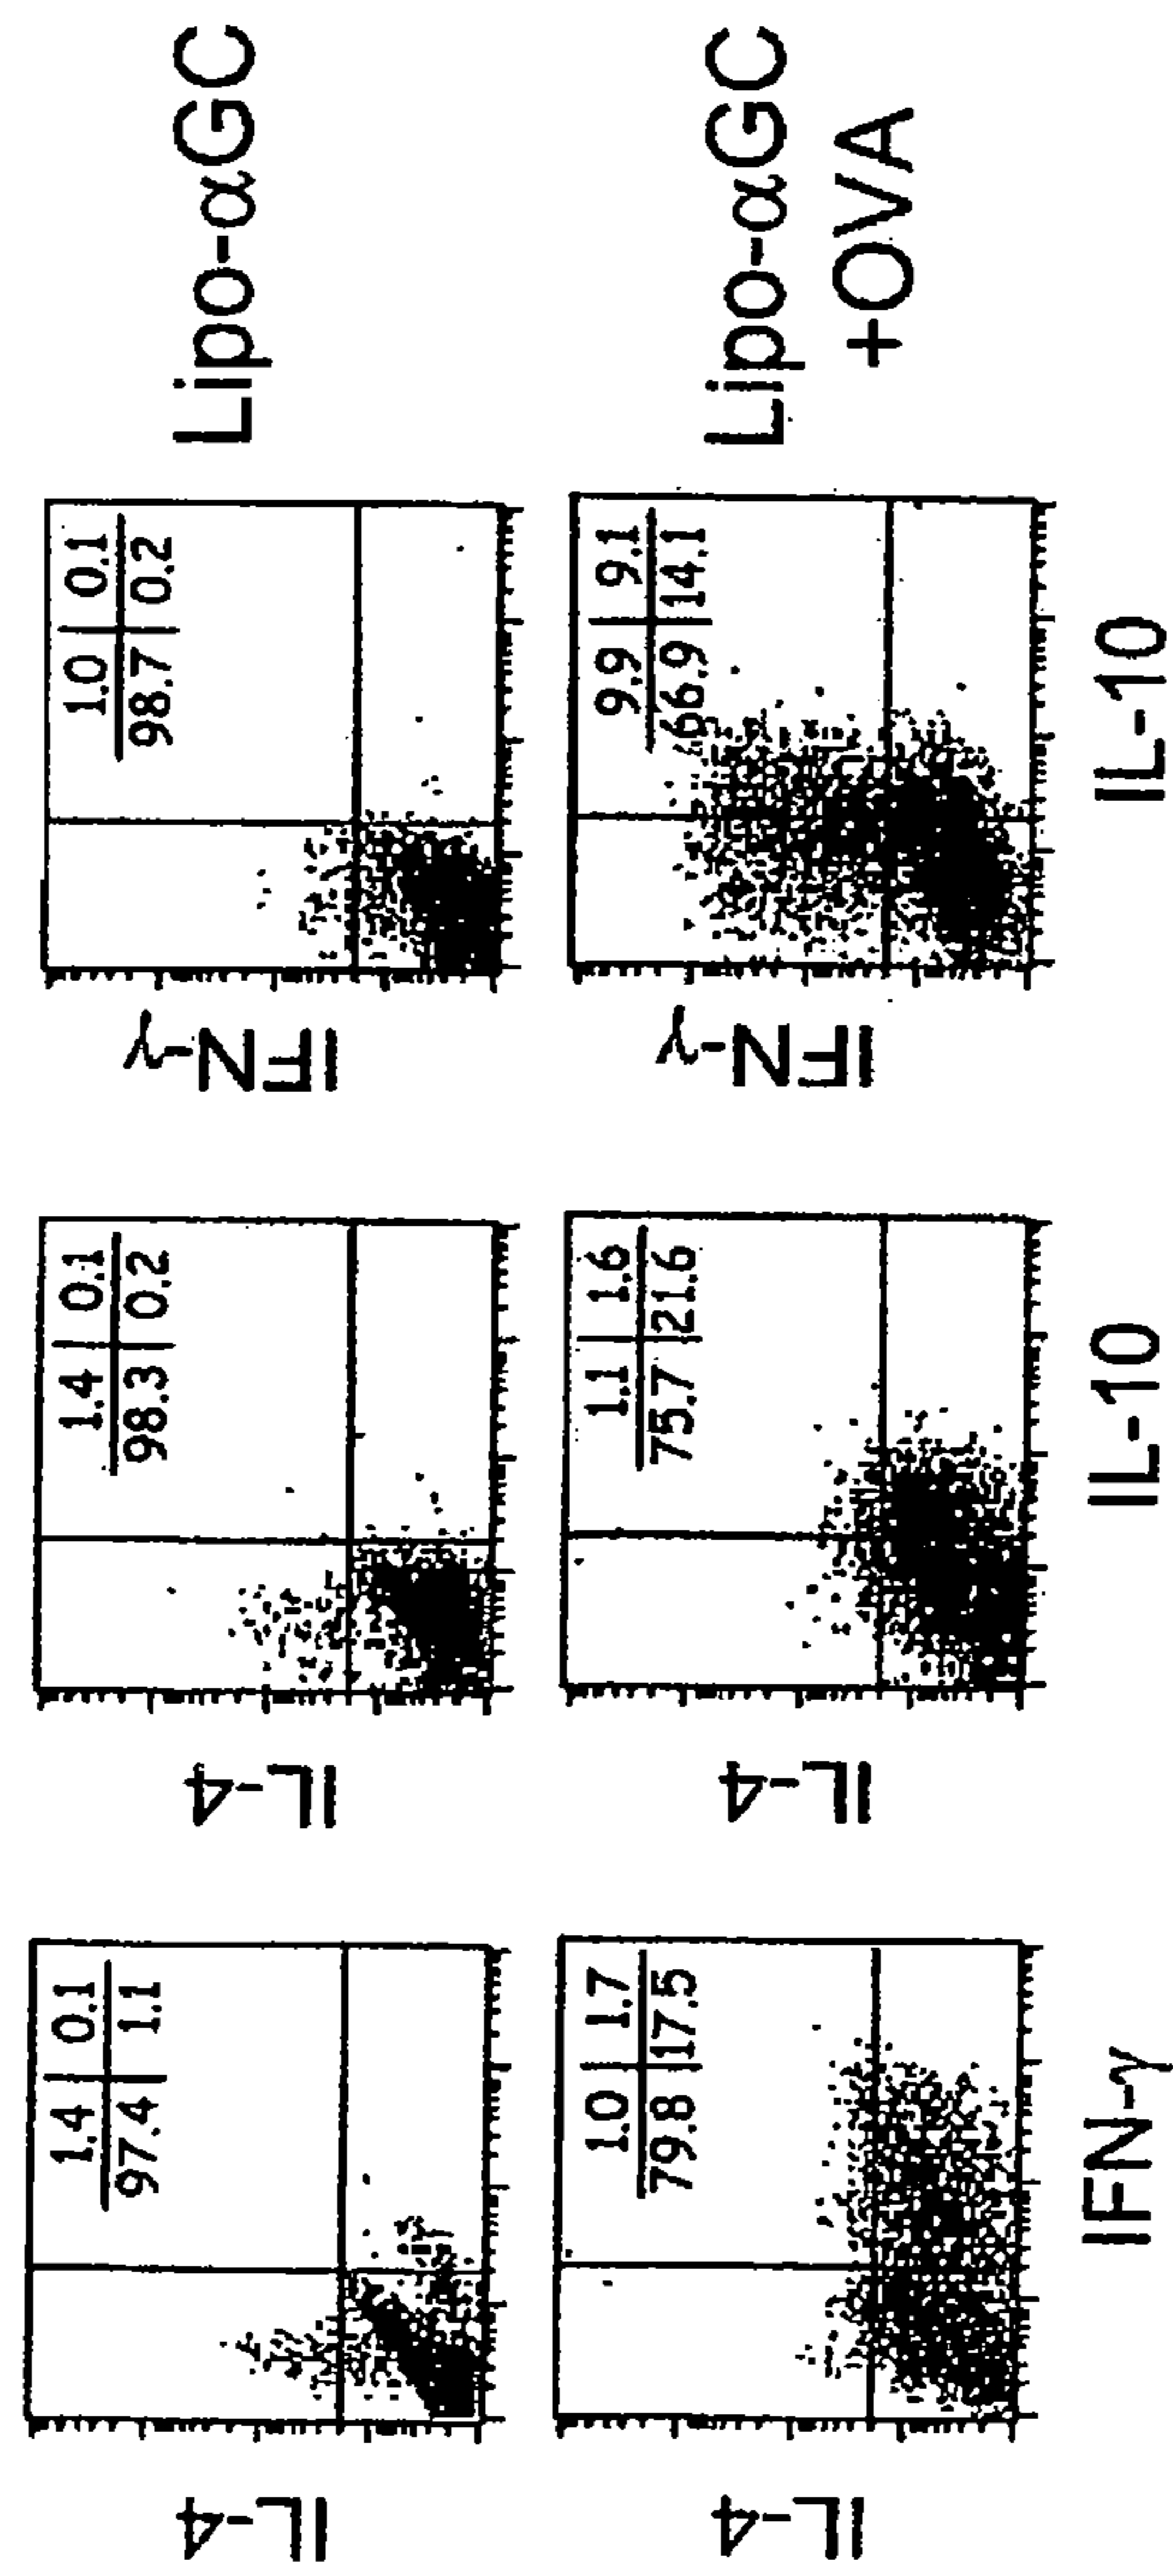 IL-4
1.4 0.1
97.4 1.1
IL-4
1.4 0.1
98.3 0.2
IFN-γ
1.0 0.1
98.7 0.2
Lipo-αGC
IL-4
1.0 1.7
79.8 17.5
IFN-γ
IL-4
1.1 1.6
75.7 21.6
IL-10
IFN-γ
9.9 9.1
66.9 14.1
IL-10
Lipo-αGC
+OVA